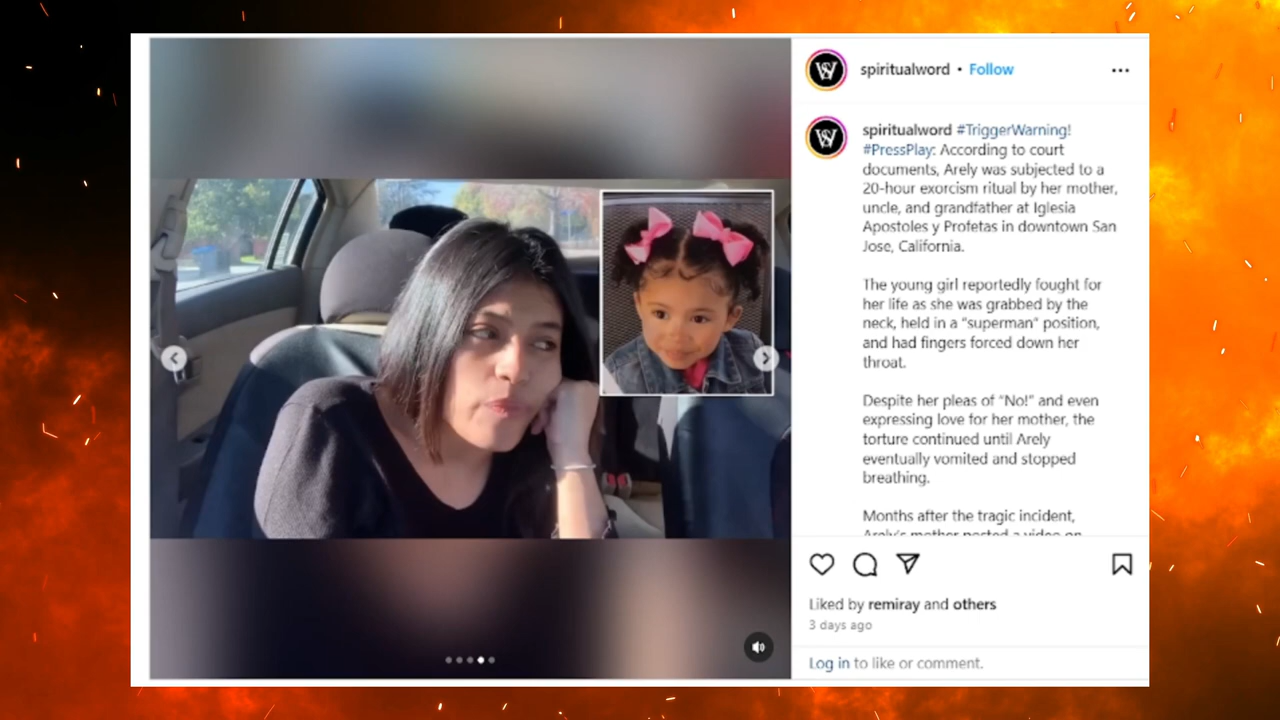 spiritualword • Follow
spiritualword #TriggerWarning!
#PressPlay: According to court
documents, Arely was subjected to a
20-hour exorcism ritual by her mother,
uncle, and grandfather at Iglesia
Apostoles y Profetas in downtown San
Jose, California.
The young girl reportedly fought for
her life as she was grabbed by the
neck, held in a “superman” position,
and had fingers forced down her
throat.
Despite her pleas of “No!” and even
expressing love for her mother, the
torture continued until Arely
eventually vomited and stopped
breathing.
Months after the tragic incident,
Arely's mother posted a video on
Liked by remiray and others
3 days ago
Log in to like or comment.